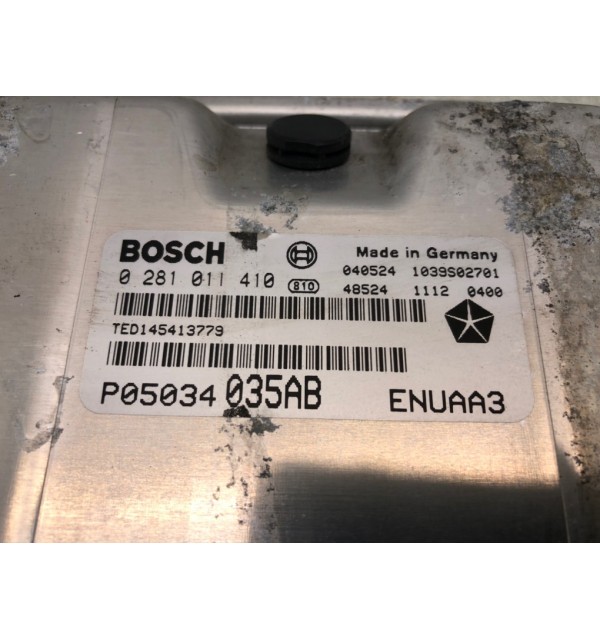 BOSCH Made in Germany
040524 1039S02701
0 281 011 410 810 48524 1112 0400
TED145413779
P05034 035AB ENUAA3